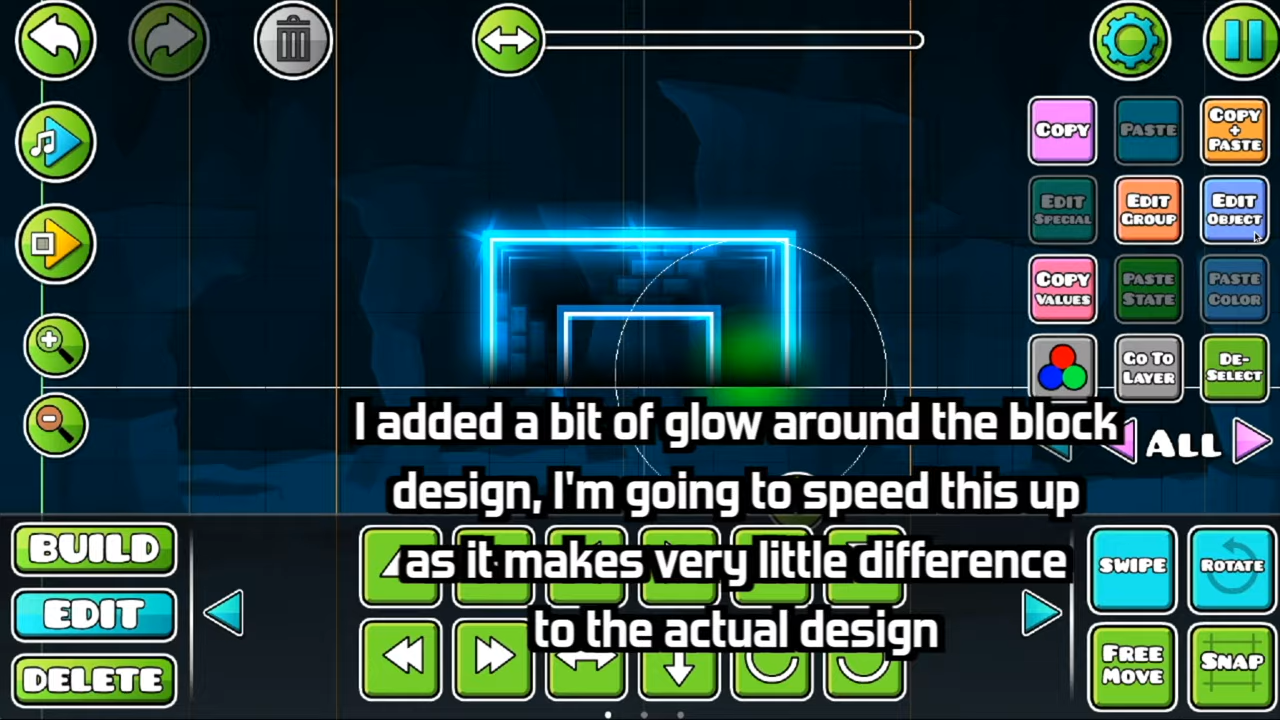 COPY
PASTE
COPY
+
PASTE
EDIT
SPECIAL
EDIT
GROUP
EDIT
OBJECT
COPY
VALUES
PASTE
STATE
PASTE
COLOR
GO TO
LAYER
DE-
SELECT
ALL
I added a bit of glow around the block
design, I'm going to speed this up
as it makes very little difference
to the actual design
BUILD
EDIT
DELETE
SWIPE
ROTATE
FREE
MOVE
SNAP